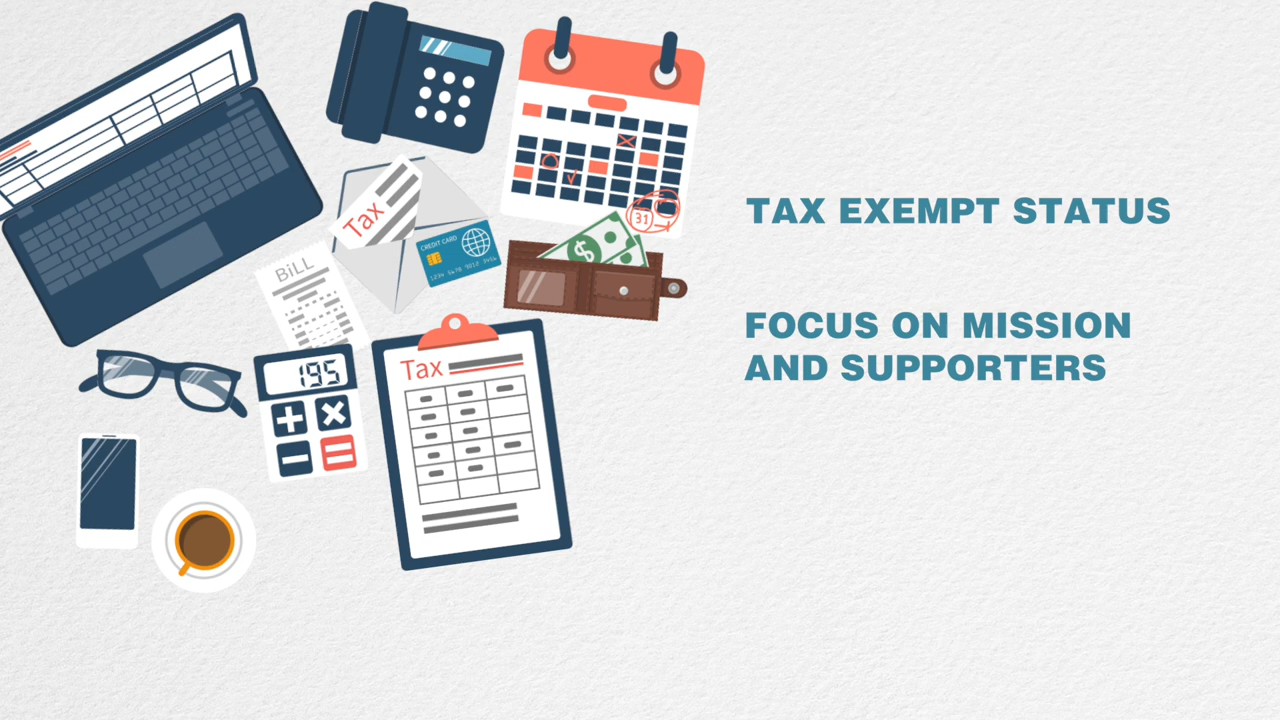 TAX EXEMPT STATUS
FOCUS ON MISSION
AND SUPPORTERS
Tax
31
CREDIT CARD
BiLL
195
Tax